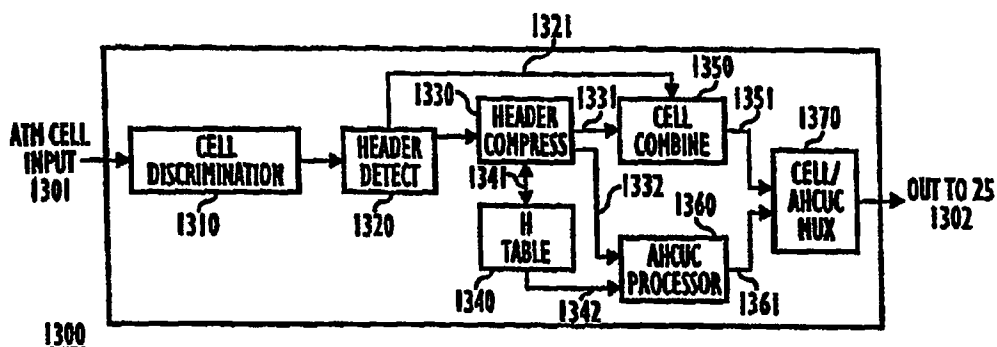 1321
1350
1330
1331
1351
1370
ATM CELL
INPUT
1301
CELL
DISCRIMINATION
1310
HEADER
DETECT
1320
HEADER
COMPRESS
CELL
COMBINE
CELL/
AHCUC
MUX
OUT TO 25
1302
1341
1332
1360
H
TABLE
1340
1342
AHCUC
PROCESSOR
1361
1300